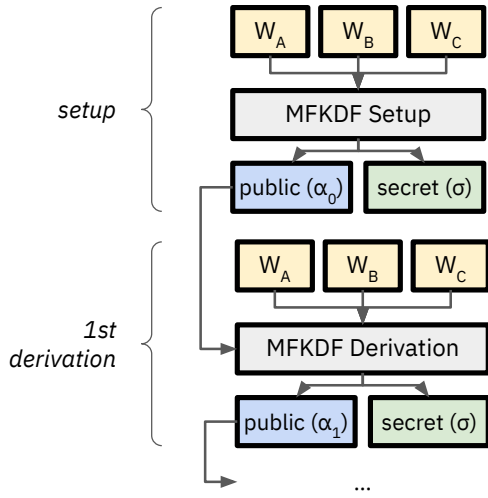 W_A W_B W_C
setup
MFKDF Setup
public (α_0) secret (σ)
W_A W_B W_C
1st
derivation
MFKDF Derivation
public (α_1) secret (σ)
...